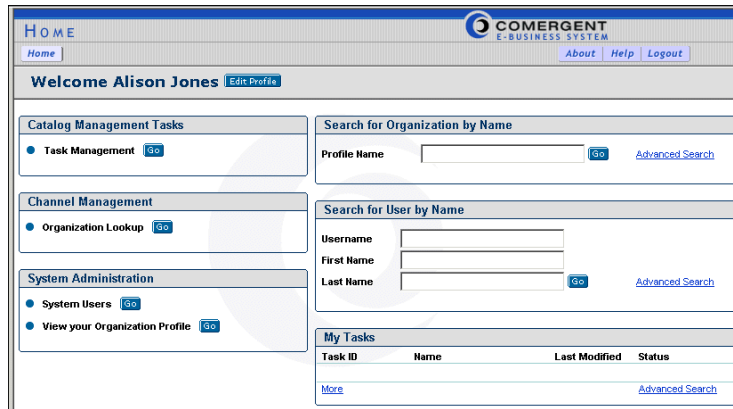 HOME
COMERGENT
E-BUSINESS SYSTEM
Home
About Help Logout
Welcome Alison Jones Edit Profile
Catalog Management Tasks
Task Management Go
Channel Management
Organization Lookup Go
System Administration
System Users Go
View your Organization Profile Go
Search for Organization by Name
Profile Name Go Advanced Search
Search for User by Name
Username
First Name
Last Name Go Advanced Search
My Tasks
Task ID Name Last Modified Status
More Advanced Search